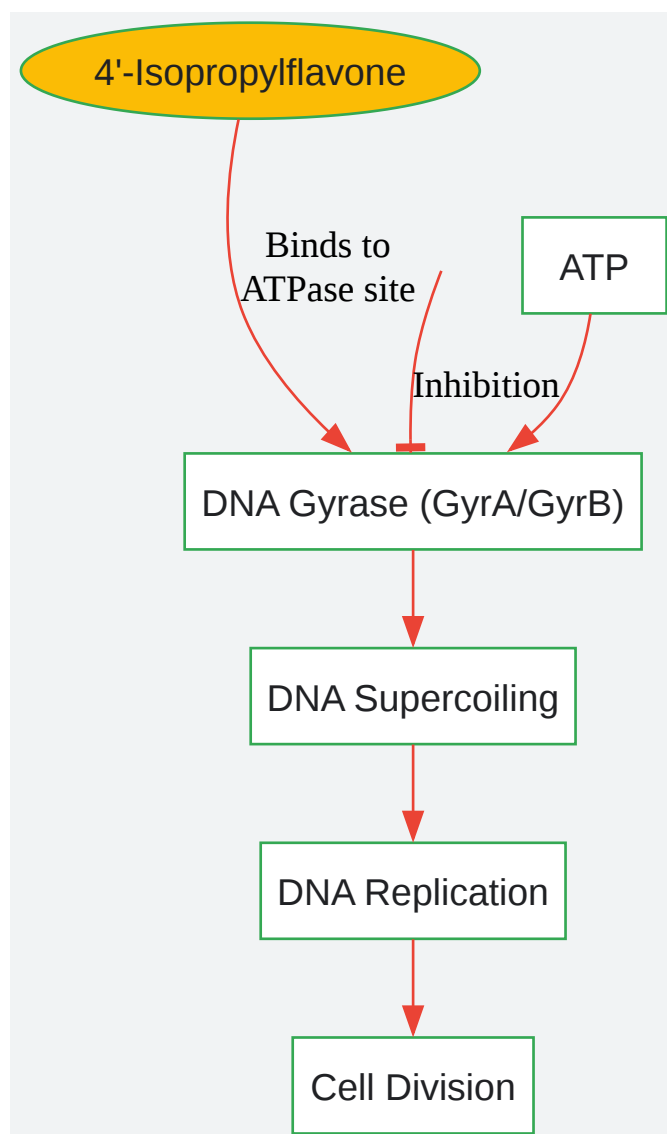 4'-Isopropylflavone
Binds to
ATPase site
ATP
Inhibition
DNA Gyrase (GyrA/GyrB)
DNA Supercoiling
DNA Replication
Cell Division